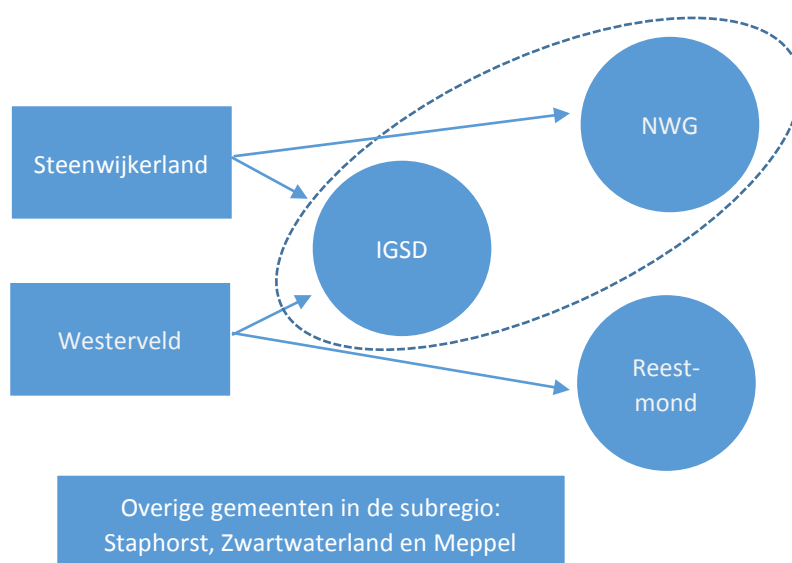 NWG
Steenwijkerland
IGSD
Westerveld
Reest-
mond
Overige gemeenten in de subregio:
Staphorst, Zwartwaterland en Meppel